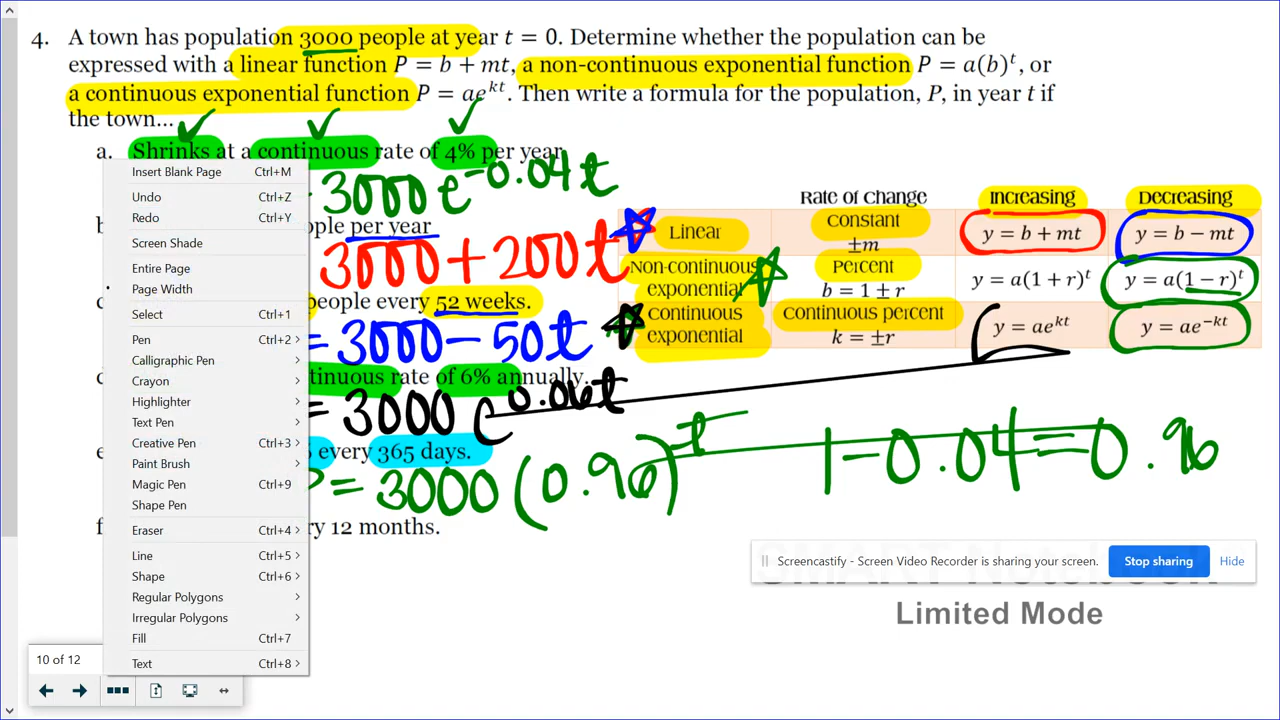 4. A town has population 3000 people at year t = 0. Determine whether the population can be
expressed with a linear function P = b + mt, a non-continuous exponential function P = a(b)^t, or
a continuous exponential function P = ae^kt. Then write a formula for the population, P, in year t if
the town...
a. Shrinks at a continuous rate of 4% per year
3000e^-0.04t
people per year
3000 + 200t
people every 52 weeks.
= 3000 - 50t
continuous rate of 6% annually.
= 3000e^0.06t
every 365 days.
P = 3000(0.96)^t
1 - 0.04 = 0.96
12 months.
Rate of Change Increasing Decreasing
Linear Constant ±m y = b + mt y = b − mt
Non-continuous exponential Percent b = 1 ± r y = a(1 + r)^t y = a(1 − r)^t
Continuous exponential Continuous percent k = ±r y = ae^kt y = ae^-kt
Insert Blank Page Ctrl+M
Undo Ctrl+Z
Redo Ctrl+Y
Screen Shade
Entire Page
Page Width
Select Ctrl+1
Pen Ctrl+2
Calligraphic Pen
Crayon
Highlighter
Text Pen
Creative Pen Ctrl+3
Paint Brush
Magic Pen Ctrl+9
Shape Pen
Eraser Ctrl+4
Line Ctrl+5
Shape Ctrl+6
Regular Polygons
Irregular Polygons
Fill Ctrl+7
Text Ctrl+8
10 of 12
Screencastify - Screen Video Recorder is sharing your screen. Stop sharing Hide
Limited Mode